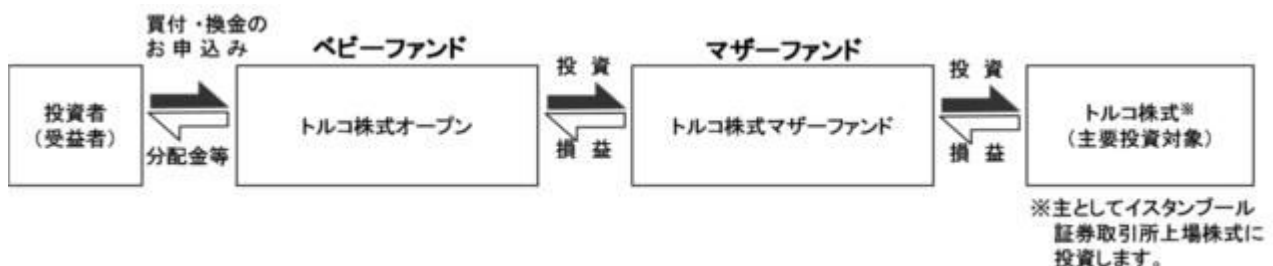 買付・換金の
お申込み
ベビーファンド
マザーファンド
投資者
(受益者)
分配金等
トルコ株式オープン
投資
損益
トルコ株式マザーファンド
投資
損益
トルコ株式※
(主要投資対象)
※主としてイスタンブール
証券取引所上場株式に
投資します。